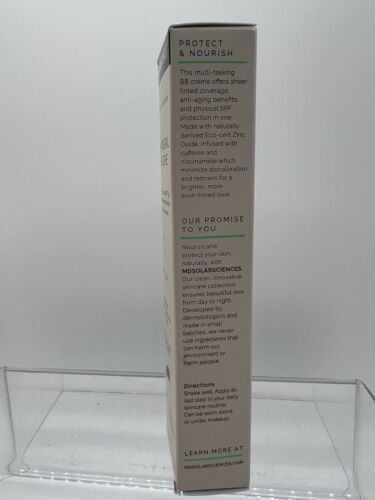 PROTECT
& NOURISH
This multi-tasking
BB crème offers sheer
tinted coverage,
anti-aging benefits,
and physical SPF
protection in one.
Made with naturally
derived Eco-cert Zinc
Oxide. Infused with
caffeine and
niacinamide which
minimize discoloration
and redness for a
brighter, more
even-toned look.
OUR PROMISE
TO YOU
Nourish and
protect your skin,
naturally, with
MDSOLARSCIENCES
Our clean, innovative
skincare collection
ensures beautiful skin
from day to night.
Developed by
dermatologists and
made in small
batches, we never
use ingredients that
can harm our
environment or
harm people.
Directions
Shake well. Apply as
last step in your daily
skincare routine.
Can be worn alone
or under makeup.
LEARN MORE AT
MDSOLARSCIENCES.COM